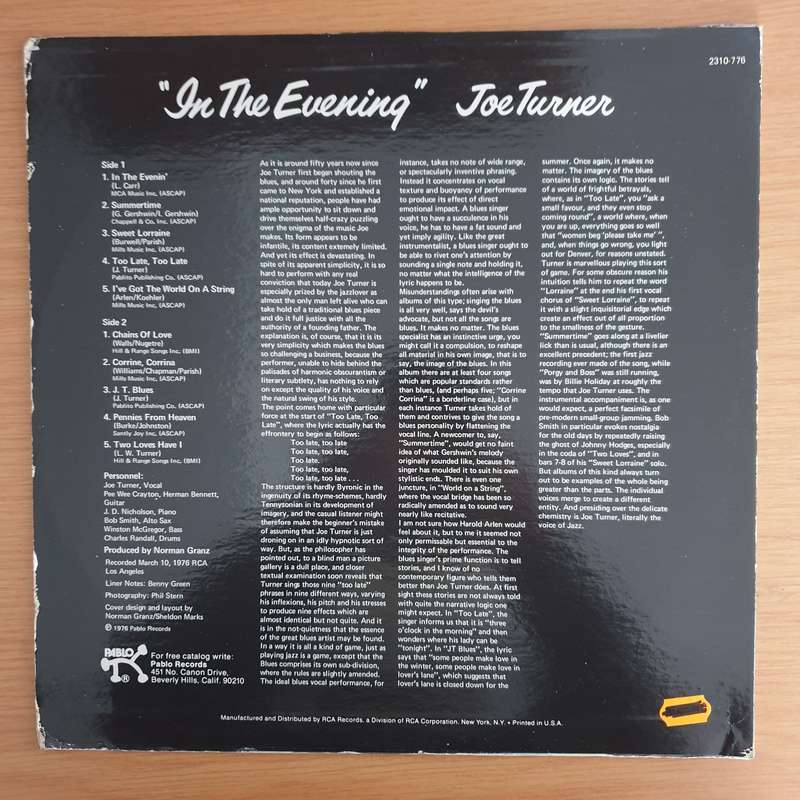 2310-776
"In The Evening" Joe Turner
Side 1
1. In The Evenin'
(L. Carr)
MCA Music Inc. (ASCAP)
2. Summertime
(G. Gershwin/I. Gershwin)
Chappell & Co, Inc. (ASCAP)
3. Sweet Lorraine
(Burwell/Parish)
Mills Music Inc. (ASCAP)
4. Too Late, Too Late
(J. Turner)
Pablito Publishing Co. (ASCAP)
5. I've Got The World On A String
(Arlen/Koehler)
Mills Music Inc. (ASCAP)
Side 2
1. Chains Of Love
(Walls/Nugetre)
Hill & Range Songs Inc. (BMI)
2. Corrine, Corrina
(Williams/Chapman/Parish)
Mills Music Inc. (ASCAP)
3. J. T. Blues
(J. Turner)
Pablito Publishing Co. (ASCAP)
4. Pennies From Heaven
(Burke/Johnston)
Santly Joy Inc. (ASCAP)
5. Two Loves Have I
(L. W. Turner)
Hill & Range Songs Inc. (BMI)
Personnel:
Joe Turner, Vocal
Pee Wee Crayton, Herman Bennett,
Guitar
J. D. Nicholson, Piano
Bob Smith, Alto Sax
Winston McGregor, Bass
Charles Randall, Drums
Produced by Norman Granz
Recorded March 10, 1976 RCA
Los Angeles
Liner Notes: Benny Green
Photography: Phil Stern
Cover design and layout by
Norman Granz/Sheldon Marks
℗ 1976 Pablo Records
PABLO
®
For free catalog write:
Pablo Records
451 No. Canon Drive,
Beverly Hills, Calif. 90210
As it is around fifty years now since
Joe Turner first began shouting the
blues, and around forty since he first
came to New York and established a
national reputation, people have had
ample opportunity to sit down and
drive themselves half-crazy puzzling
over the enigma of the music Joe
makes. Its form appears to be
infantile, its content extremely limited.
And yet its effect is devastating. In
spite of its apparent simplicity, it is so
hard to perform with any real
conviction that today Joe Turner is
especially prized by the jazzlover as
almost the only man left alive who can
take hold of a traditional blues piece
and do it full justice with all the
authority of a founding father. The
explanation is, of course, that it is its
very simplicity which makes the blues
so challenging a business, because the
performer, unable to hide behind the
palisades of harmonic obscurantism or
literary subtlety, has nothing to rely
on except the quality of his voice and
the natural swing of his style.
The point comes home with particular
force at the start of "Too Late, Too
Late", where the lyric actually has the
effrontery to begin as follows:
Too late, too late
Too late, too late
Too late.
Too late, too late,
Too late, too late . . .
The structure is hardly Byronic in the
ingenuity of its rhyme-schemes, hardly
Tennysonian in its development of
imagery, and the casual listener might
therefore make the beginner's mistake
of assuming that Joe Turner is just
droning on in an idly hypnotic sort of
way. But, as the philosopher has
pointed out, to a blind man a picture
gallery is a dull place, and closer
textual examination soon reveals that
Turner sings those nine "too late"
phrases in nine different ways, varying
his inflexions, his pitch and his stresses
to produce nine effects which are
almost identical but not quite. And it
is in the not-quiteness that the essence
of the great blues artist may be found.
In a way it is all a kind of game, just as
playing jazz is a game, except that the
Blues comprises its own sub-division,
where the rules are slightly amended.
The ideal blues vocal performance, for
instance, takes no note of wide range,
or spectacularly inventive phrasing.
Instead it concentrates on vocal
texture and buoyancy of performance
to produce its effect of direct
emotional impact. A blues singer
ought to have a succulence in his
voice, he has to have a fat sound and
yet imply agility. Like the great
instrumentalist, a blues singer ought to
be able to rivet one's attention by
sounding a single note and holding it,
no matter what the intelligence of the
lyric happens to be.
Misunderstandings often arise with
albums of this type; singing the blues
is all very well, says the devil's
advocate, but not all the songs are
blues. It makes no matter. The blues
specialist has an instinctive urge, you
might call it a compulsion, to reshape
all material in his own image, that is to
say, the image of the blues. In this
album there are at least four songs
which are popular standards rather
than blues, (and perhaps five; "Corrine
Corrina" is a borderline case), but in
each instance Turner takes hold of
them and contrives to give the song a
blues personality by flattening the
vocal line. A newcomer to, say,
"Summertime", would get no faint
idea of what Gershwin's melody
originally sounded like, because the
singer has moulded it to suit his own
stylistic ends. There is even one
juncture, in "World on a String",
where the vocal bridge has been so
radically amended as to sound very
nearly like recitative.
I am not sure how Harold Arlen would
feel about it, but to me it seemed not
only permissable but essential to the
integrity of the performance. The
blues singer's prime function is to tell
stories, and I know of no
contemporary figure who tells them
better than Joe Turner does. At first
sight these stories are not always told
with quite the narrative logic one
might expect. In "Too Late", the
singer informs us that it is "three
o'clock in the morning" and then
wonders where his lady can be
"tonight". In "JT Blues", the lyric
says that "some people make love in
the winter, some people make love in
lover's lane", which suggests that
lover's lane is closed down for the
summer. Once again, it makes no
matter. The imagery of the blues
contains its own logic. The stories tell
of a world of frightful betrayals,
where, as in "Too Late", you "ask a
small favour, and they even stop
coming round", a world where, when
you are up, everything goes so well
that "women beg 'please take me' ",
and, when things go wrong, you light
out for Denver, for reasons unstated.
Turner is marvellous playing this sort
of game. For some obscure reason his
intuition tells him to repeat the word
"Lorraine" at the end his first vocal
chorus of "Sweet Lorraine", to repeat
it with a slight inquisitorial edge which
create an effect out of all proportion
to the smallness of the gesture.
"Summertime" goes along at a livelier
lick than is usual, although there is an
excellent precedent; the first jazz
recording ever made of the song, while
"Porgy and Boss" was still running,
was by Billie Holiday at roughly the
tempo that Joe Turner uses. The
instrumental accompaniment is, as one
would expect, a perfectly facsimile of
pre-modern small-group jamming. Bob
Smith in particular evokes nostalgia
for the old days by repeatedly raising
the ghost of Johnny Hodges, especially
in the coda of "Two Loves", and in
bars 7-8 of his "Sweet Lorraine" solo.
But albums of this kind always turn
out to be examples of the whole being
greater than the parts. The individual
voices merge to create a different
entity. And presiding over the delicate
chemistry is Joe Turner, literally the
voice of Jazz.
Manufactured and Distributed by RCA Records, a Division of RCA Corporation, New York, N.Y. • Printed in U.S.A.